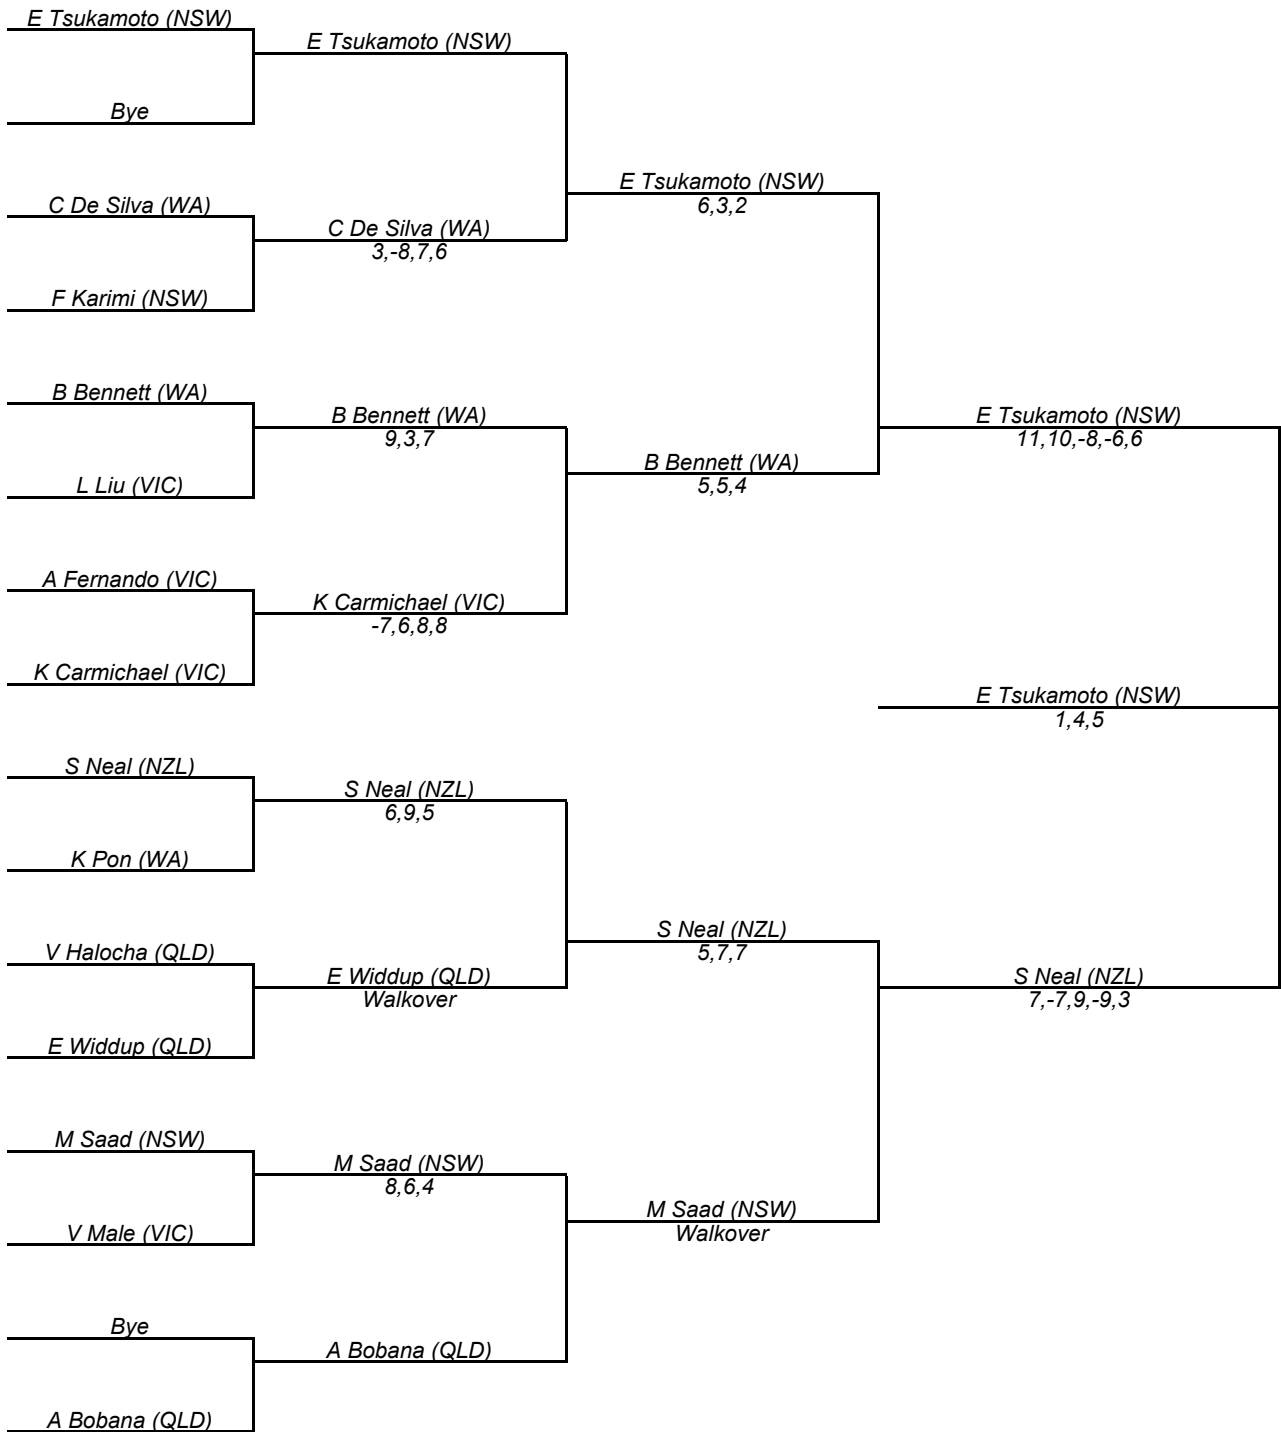 E Tsukamoto (NSW)
E Tsukamoto (NSW)
Bye
E Tsukamoto (NSW)
6,3,2
C De Silva (WA)
C De Silva (WA)
3,-8,7,6
F Karimi (NSW)
B Bennett (WA)
B Bennett (WA)
9,3,7
E Tsukamoto (NSW)
11,10,-8,-6,6
B Bennett (WA)
5,5,4
L Liu (VIC)
A Fernando (VIC)
K Carmichael (VIC)
-7,6,8,8
K Carmichael (VIC)
E Tsukamoto (NSW)
1,4,5
S Neal (NZL)
S Neal (NZL)
6,9,5
K Pon (WA)
S Neal (NZL)
5,7,7
V Halocha (QLD)
E Widdup (QLD)
Walkover
S Neal (NZL)
7,-7,9,-9,3
E Widdup (QLD)
M Saad (NSW)
M Saad (NSW)
8,6,4
M Saad (NSW)
Walkover
V Male (VIC)
Bye
A Bobana (QLD)
A Bobana (QLD)